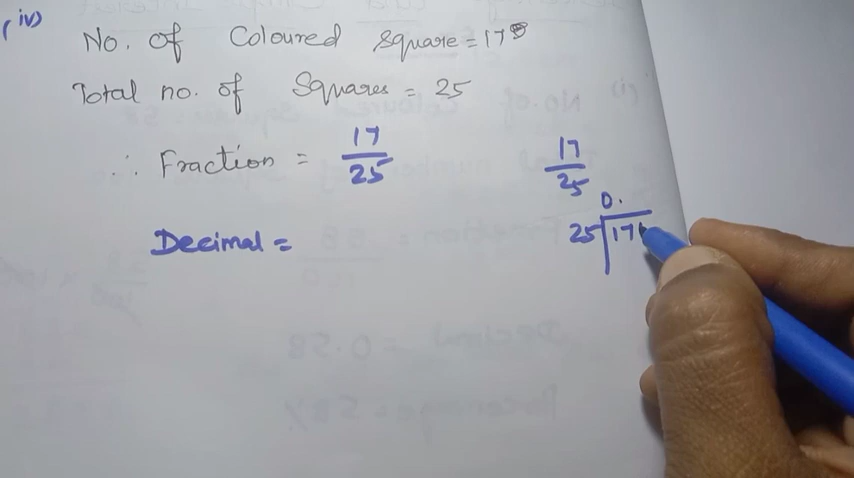 (iv)
No. of Coloured square = 17
Total no. of Squares = 25
∴ Fraction = 17/25
17/25
0.
25 17
Decimal =